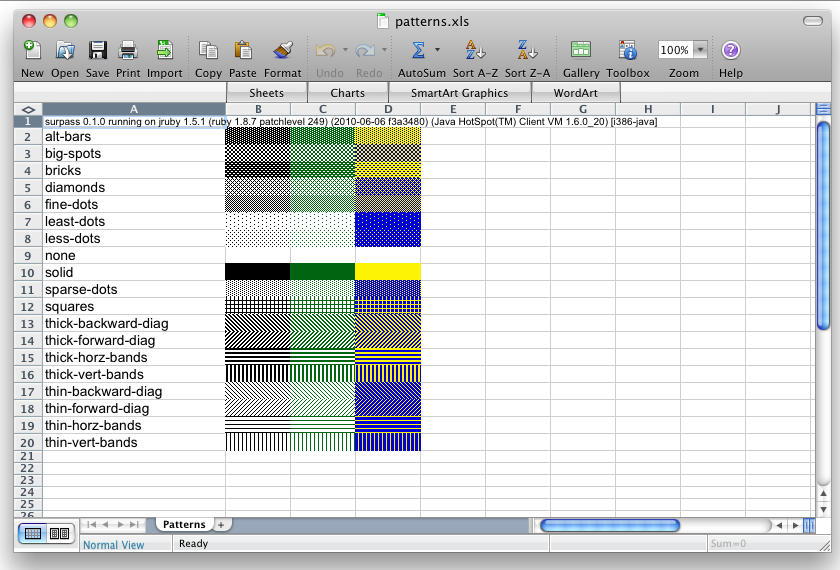 patterns.xls
New Open Save Print Import Copy Paste Format Undo Redo AutoSum Sort A-Z Sort Z-A Gallery Toolbox 100% Zoom Help
Sheets Charts SmartArt Graphics WordArt
A B C D E F G H I J
1 surpass 0.1.0 running on jruby 1.5.1 (ruby 1.8.7 patchlevel 249) (2010-06-06 f3a3480) (Java HotSpot(TM) Client VM 1.6.0_20) [i386-java]
2 alt-bars
3 big-spots
4 bricks
5 diamonds
6 fine-dots
7 least-dots
8 less-dots
9 none
10 solid
11 sparse-dots
12 squares
13 thick-backward-diag
14 thick-forward-diag
15 thick-horz-bands
16 thick-vert-bands
17 thin-backward-diag
18 thin-forward-diag
19 thin-horz-bands
20 thin-vert-bands
21
22
23
24
25
26
Patterns +
Normal View Ready Sum=0